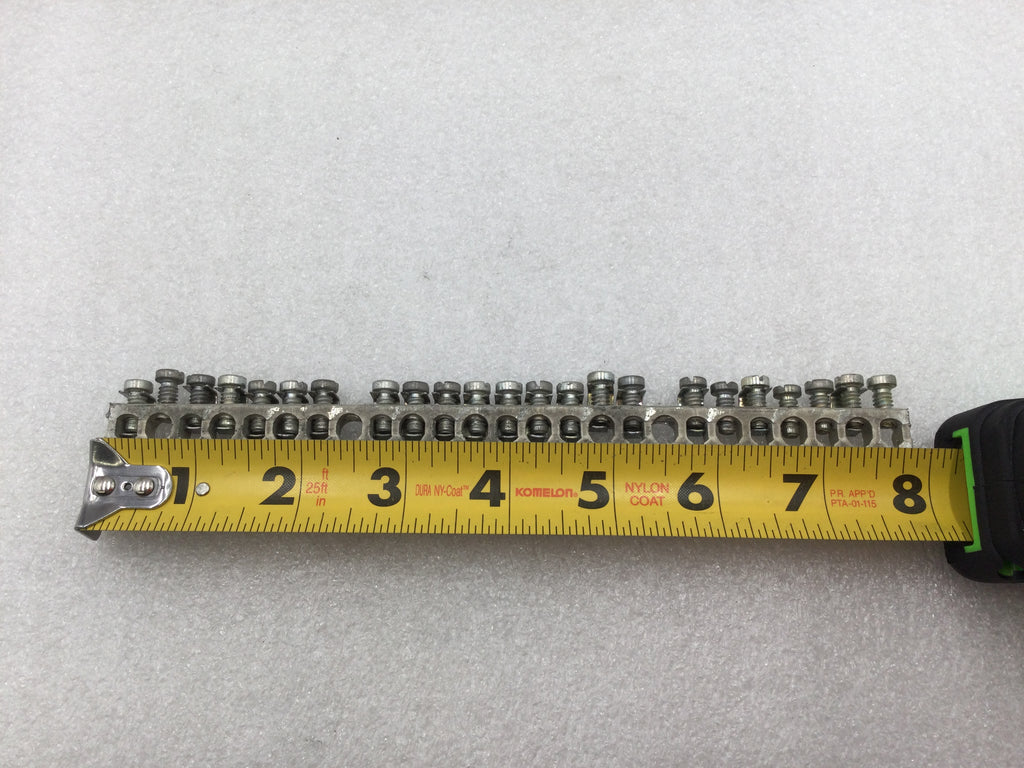 1 2 ft 3 DURA NY-Coat™ 4 KOMELON® 5 NYLON 6 7 P.R. APP'D 8
25ft COAT PTA-01-115
in